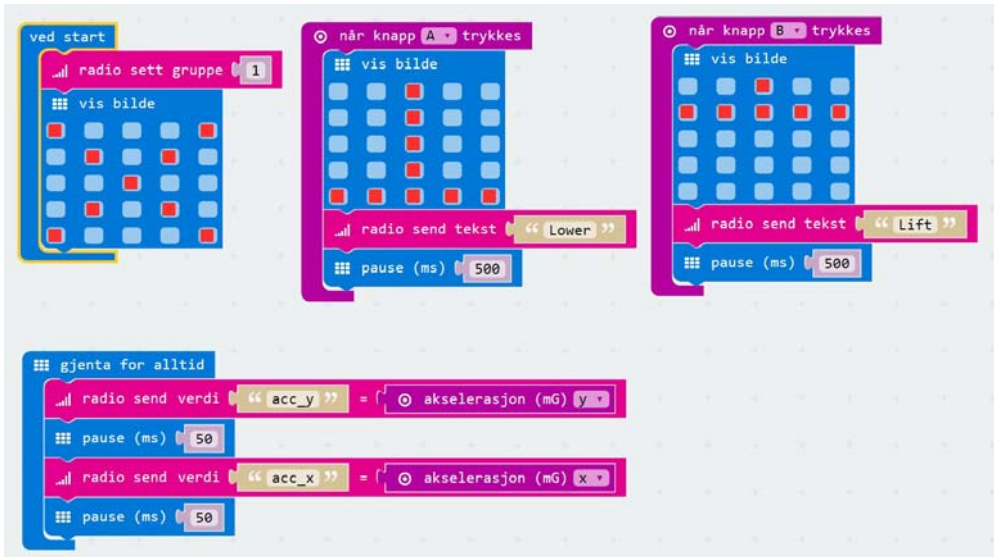 ved start
radio sett gruppe 1
vis bilde
når knapp A trykkes
vis bilde
radio send tekst “ Lower ”
pause (ms) 500
når knapp B trykkes
vis bilde
radio send tekst “ Lift ”
pause (ms) 500
gjenta for alltid
radio send verdi “ acc_y ” = akselerasjon (mG) y
pause (ms) 50
radio send verdi “ acc_x ” = akselerasjon (mG) x
pause (ms) 50